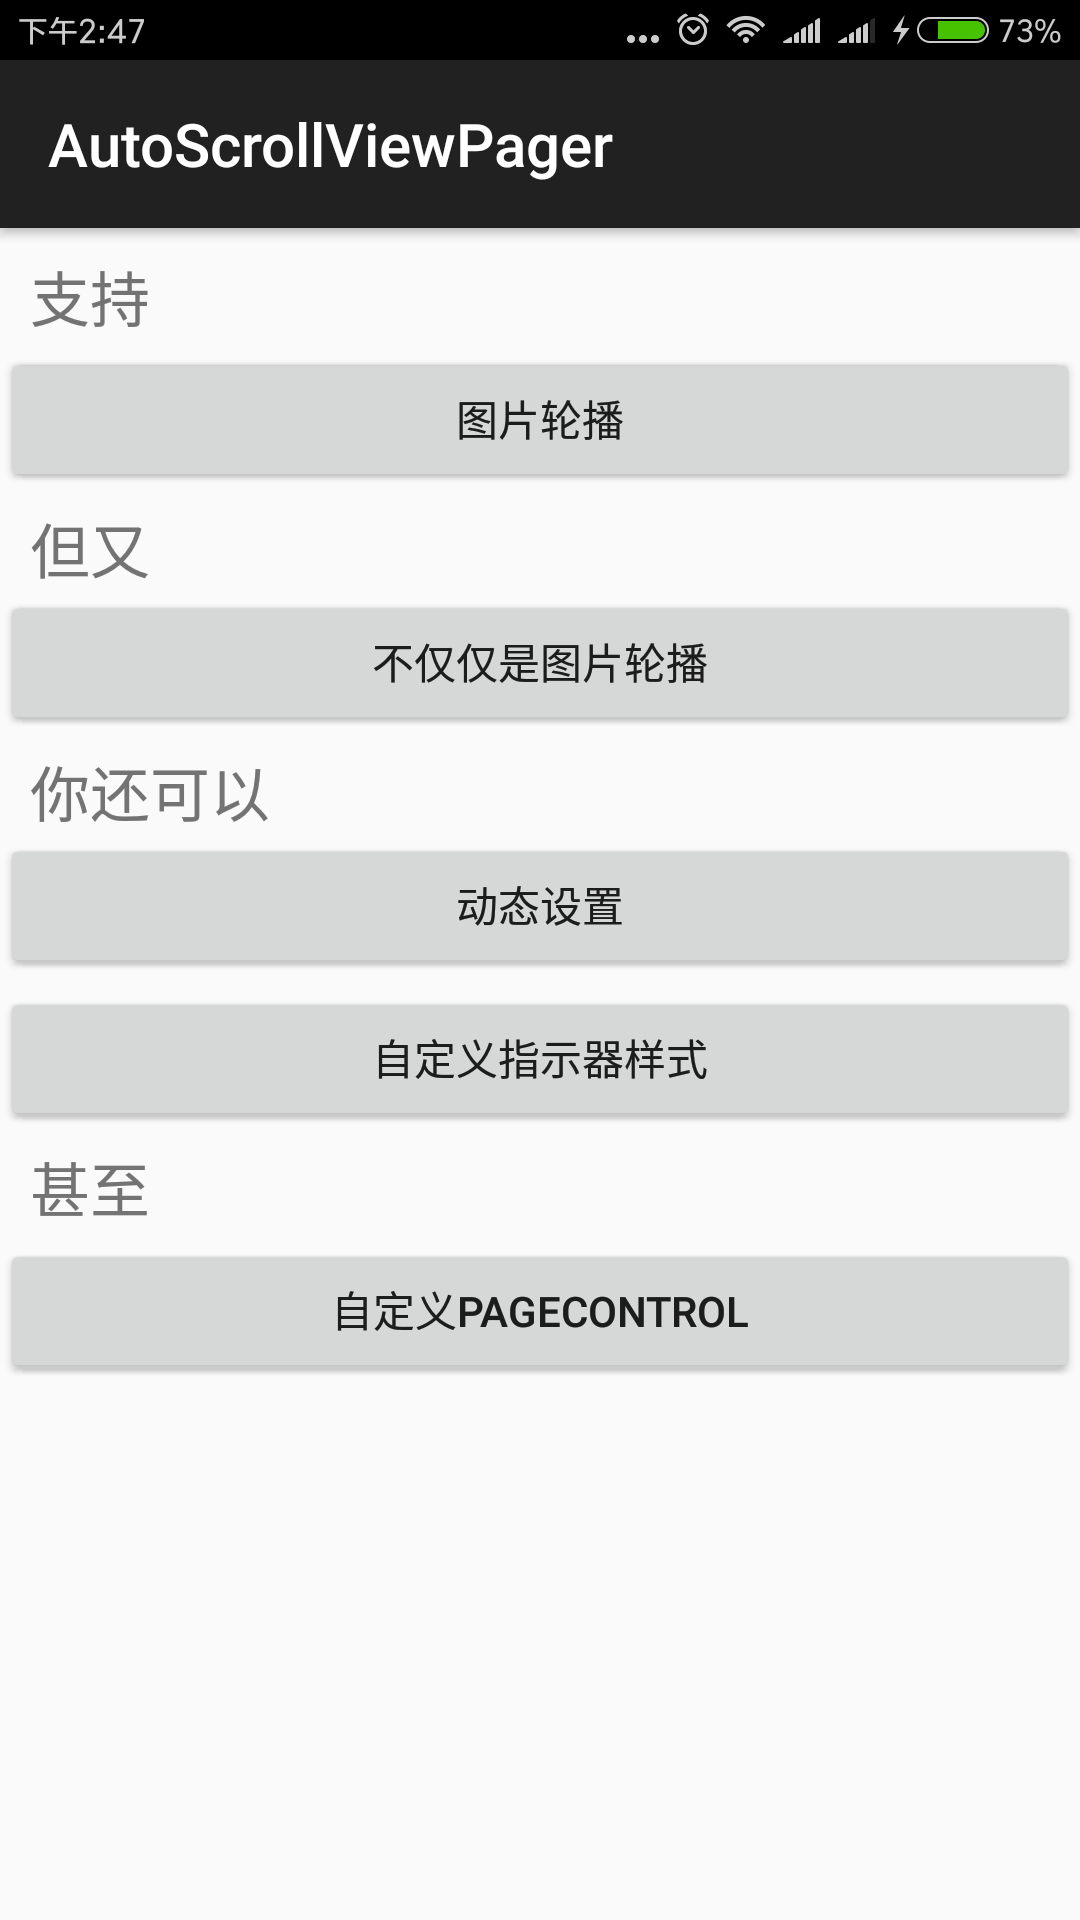 下午2:47 ... 73%
AutoScrollViewPager
支持
图片轮播
但又
不仅仅是图片轮播
你还可以
动态设置
自定义指示器样式
甚至
自定义PAGECONTROL